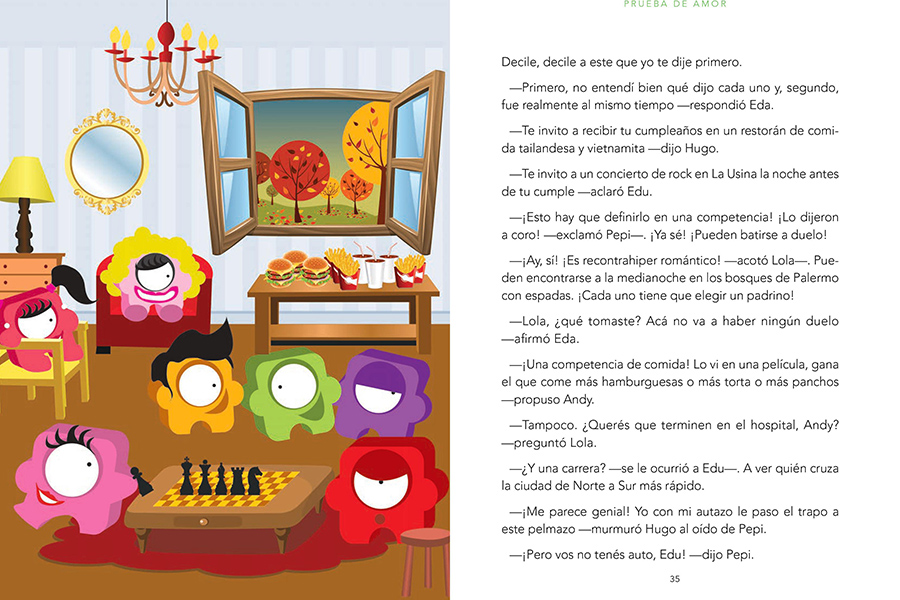 PRUEBA DE AMOR
Decile, decile a este que yo te dije primero.
—Primero, no entendí bien qué dijo cada uno y, segundo,
fue realmente al mismo tiempo —respondió Eda.
—Te invito a recibir tu cumpleaños en un restorán de comi-
da tailandesa y vietnamita —dijo Hugo.
—Te invito a un concierto de rock en La Usina la noche antes
de tu cumple —aclaró Edu.
—¡Esto hay que definirlo en una competencia! ¡Lo dijeron
a coro! —exclamó Pepi—. ¡Ya sé! ¡Pueden batirse a duelo!
—¡Ay, sí! ¡Es recontrahiper romántico! —acotó Lola—. Pue-
den encontrarse a la medianoche en los bosques de Palermo
con espadas. ¡Cada uno tiene que elegir un padrino!
—Lola, ¿qué tomaste? Acá no va a haber ningún duelo
—afirmó Eda.
—¡Una competencia de comida! Lo vi en una película, gana
el que come más hamburguesas o más torta o más panchos
—propuso Andy.
—Tampoco. ¿Querés que terminen en el hospital, Andy?
—preguntó Lola.
—¿Y una carrera? —se le ocurrió a Edu—. A ver quién cruza
la ciudad de Norte a Sur más rápido.
—¡Me parece genial! Yo con mi autazo le paso el trapo a
este pelmazo —murmuró Hugo al oído de Pepi.
—¡Pero vos no tenés auto, Edu! —dijo Pepi.
35